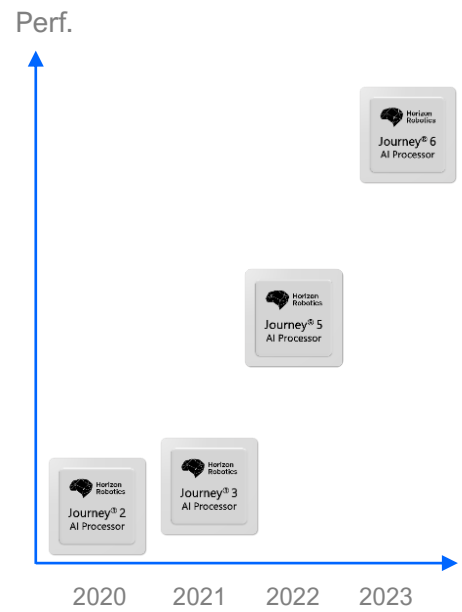 Perf.
Horizon
Robotics
Journey® 6
AI Processor
Horizon
Robotics
Journey® 5
AI Processor
Horizon
Robotics
Journey® 3
AI Processor
Horizon
Robotics
Journey® 2
AI Processor
2020 2021 2022 2023